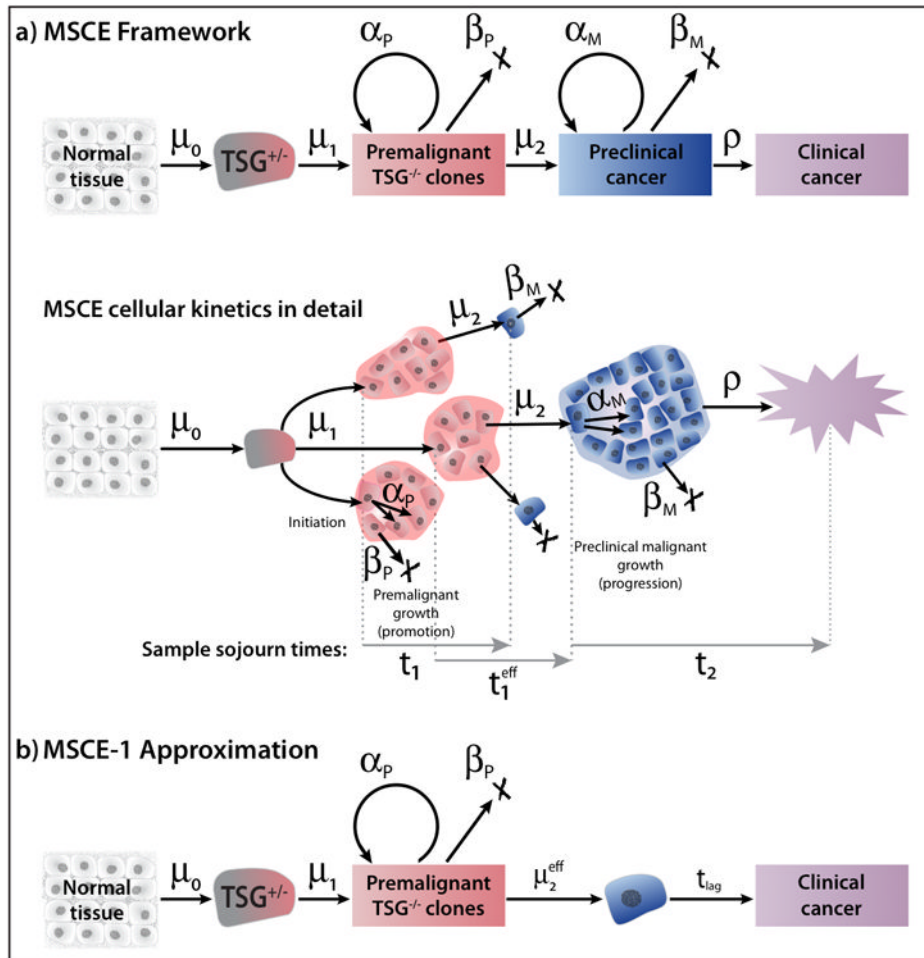 a) MSCE Framework
α_P β_P α_M β_M
X X
Normal tissue μ_0 TSG+/- μ_1 Premalignant TSG-/- clones μ_2 Preclinical cancer ρ Clinical cancer
MSCE cellular kinetics in detail
β_M X
μ_2
μ_0 μ_1 μ_2 α_M ρ
α_P
Initiation
β_P X X β_M X
Premalignant growth (promotion)
Preclinical malignant growth (progression)
Sample sojourn times: t_1 t_1^eff t_2
b) MSCE-1 Approximation
α_P β_P
X
Normal tissue μ_0 TSG+/- μ_1 Premalignant TSG-/- clones μ_2^eff t_lag Clinical cancer